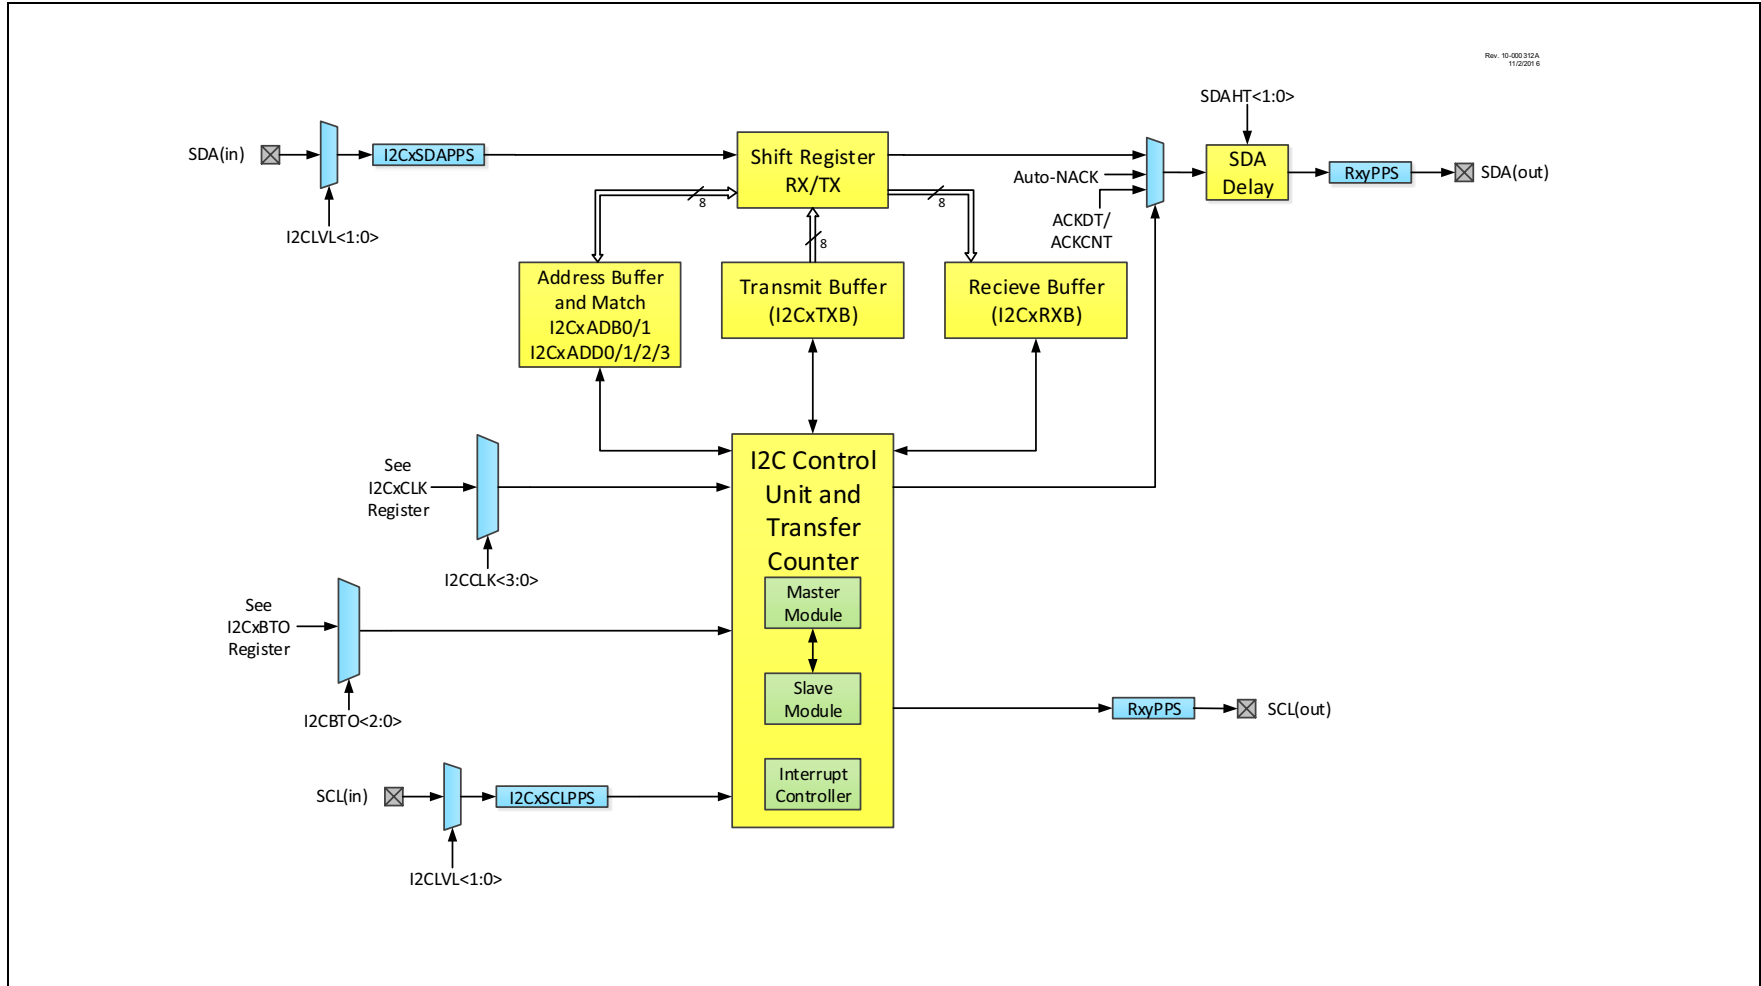 Rev. 10-000312A
11/2/2016
SDAHT<1:0>
SDA(in)
I2CxSDAPPS
I2CLVL<1:0>
Shift Register
RX/TX
8
8
8
Auto-NACK
ACKDT/
ACKCNT
SDA
Delay
RxyPPS
SDA(out)
Address Buffer
and Match
I2CxADB0/1
I2CxADD0/1/2/3
Transmit Buffer
(I2CxTXB)
Recieve Buffer
(I2CxRXB)
See
I2CxCLK
Register
I2CCLK<3:0>
I2C Control
Unit and
Transfer
Counter
Master
Module
Slave
Module
Interrupt
Controller
See
I2CxBTO
Register
I2CBTO<2:0>
RxyPPS
SCL(out)
SCL(in)
I2CxSCLPPS
I2CLVL<1:0>